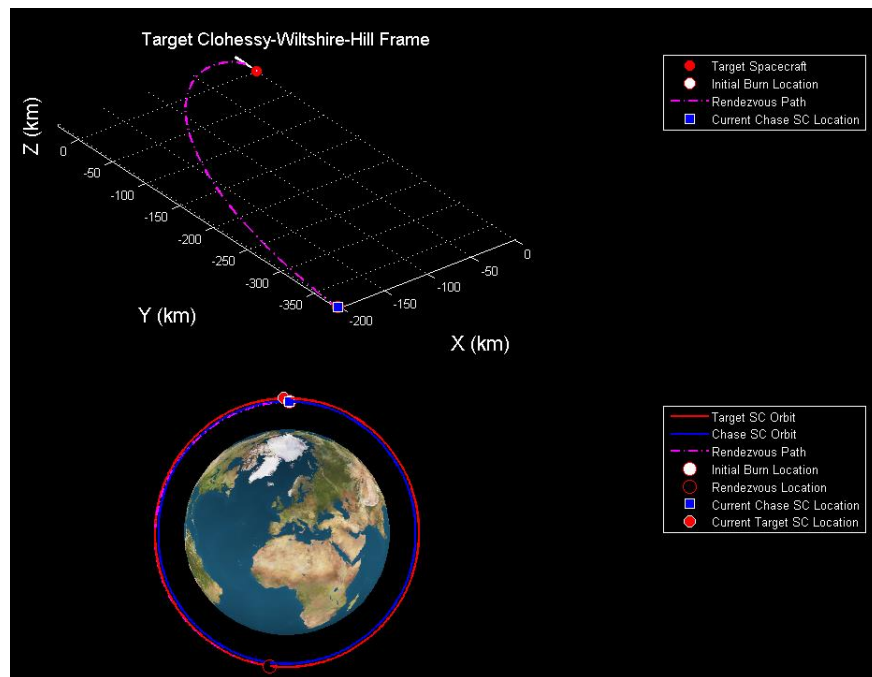 Target Clohessy-Wiltshire-Hill Frame
Target Spacecraft
Initial Burn Location
Rendezvous Path
Current Chase SC Location
Z (km)
0
-50
-100
-150
-200
-250
-300
-350
Y (km)
0
-50
-100
-150
-200
X (km)
Target SC Orbit
Chase SC Orbit
Rendezvous Path
Initial Burn Location
Rendezvous Location
Current Chase SC Location
Current Target SC Location